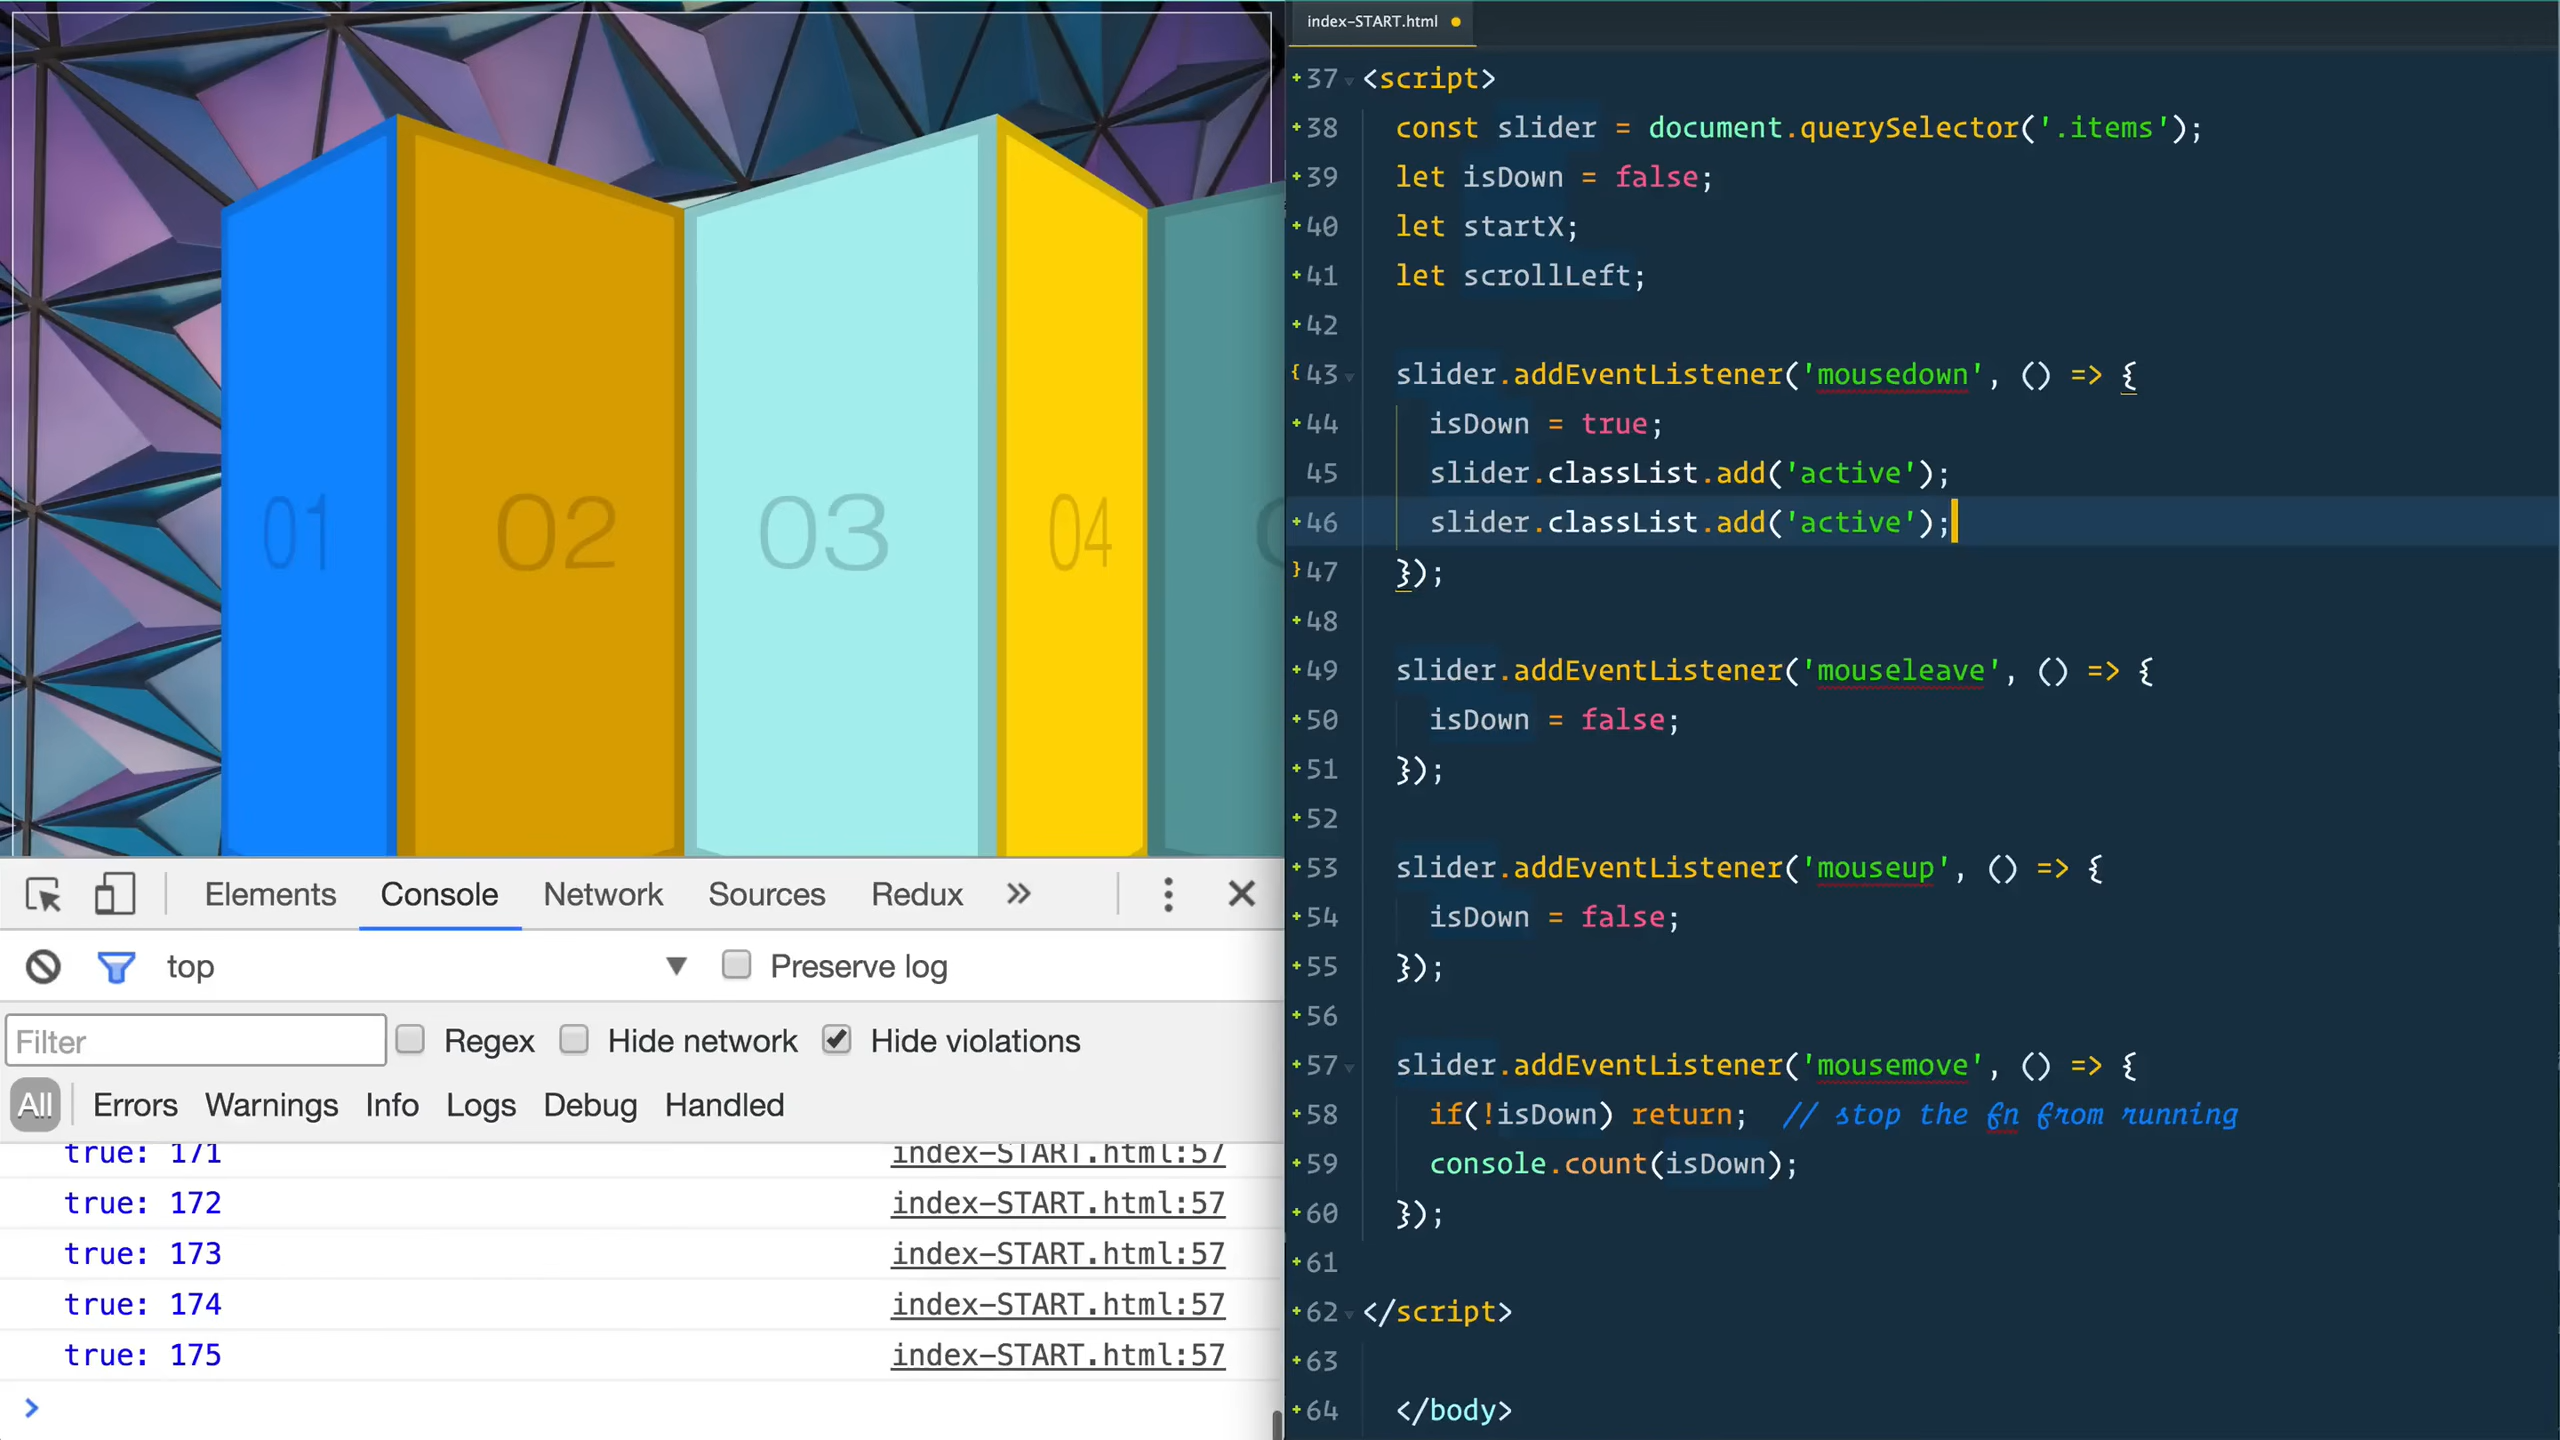 01
02
03
04
Elements
Console
Network
Sources
Redux
»
top
Preserve log
Filter
Regex
Hide network
Hide violations
All
Errors
Warnings
Info
Logs
Debug
Handled
true: 171 index-START.html:57
true: 172 index-START.html:57
true: 173 index-START.html:57
true: 174 index-START.html:57
true: 175 index-START.html:57
>
index-START.html
37 <script>
38 const slider = document.querySelector('.items');
39 let isDown = false;
40 let startX;
41 let scrollLeft;
42
43 slider.addEventListener('mousedown', () => {
44 isDown = true;
45 slider.classList.add('active');
46 slider.classList.add('active');
47 });
48
49 slider.addEventListener('mouseleave', () => {
50 isDown = false;
51 });
52
53 slider.addEventListener('mouseup', () => {
54 isDown = false;
55 });
56
57 slider.addEventListener('mousemove', () => {
58 if(!isDown) return; // stop the fn from running
59 console.count(isDown);
60 });
61
62 </script>
63
64 </body>